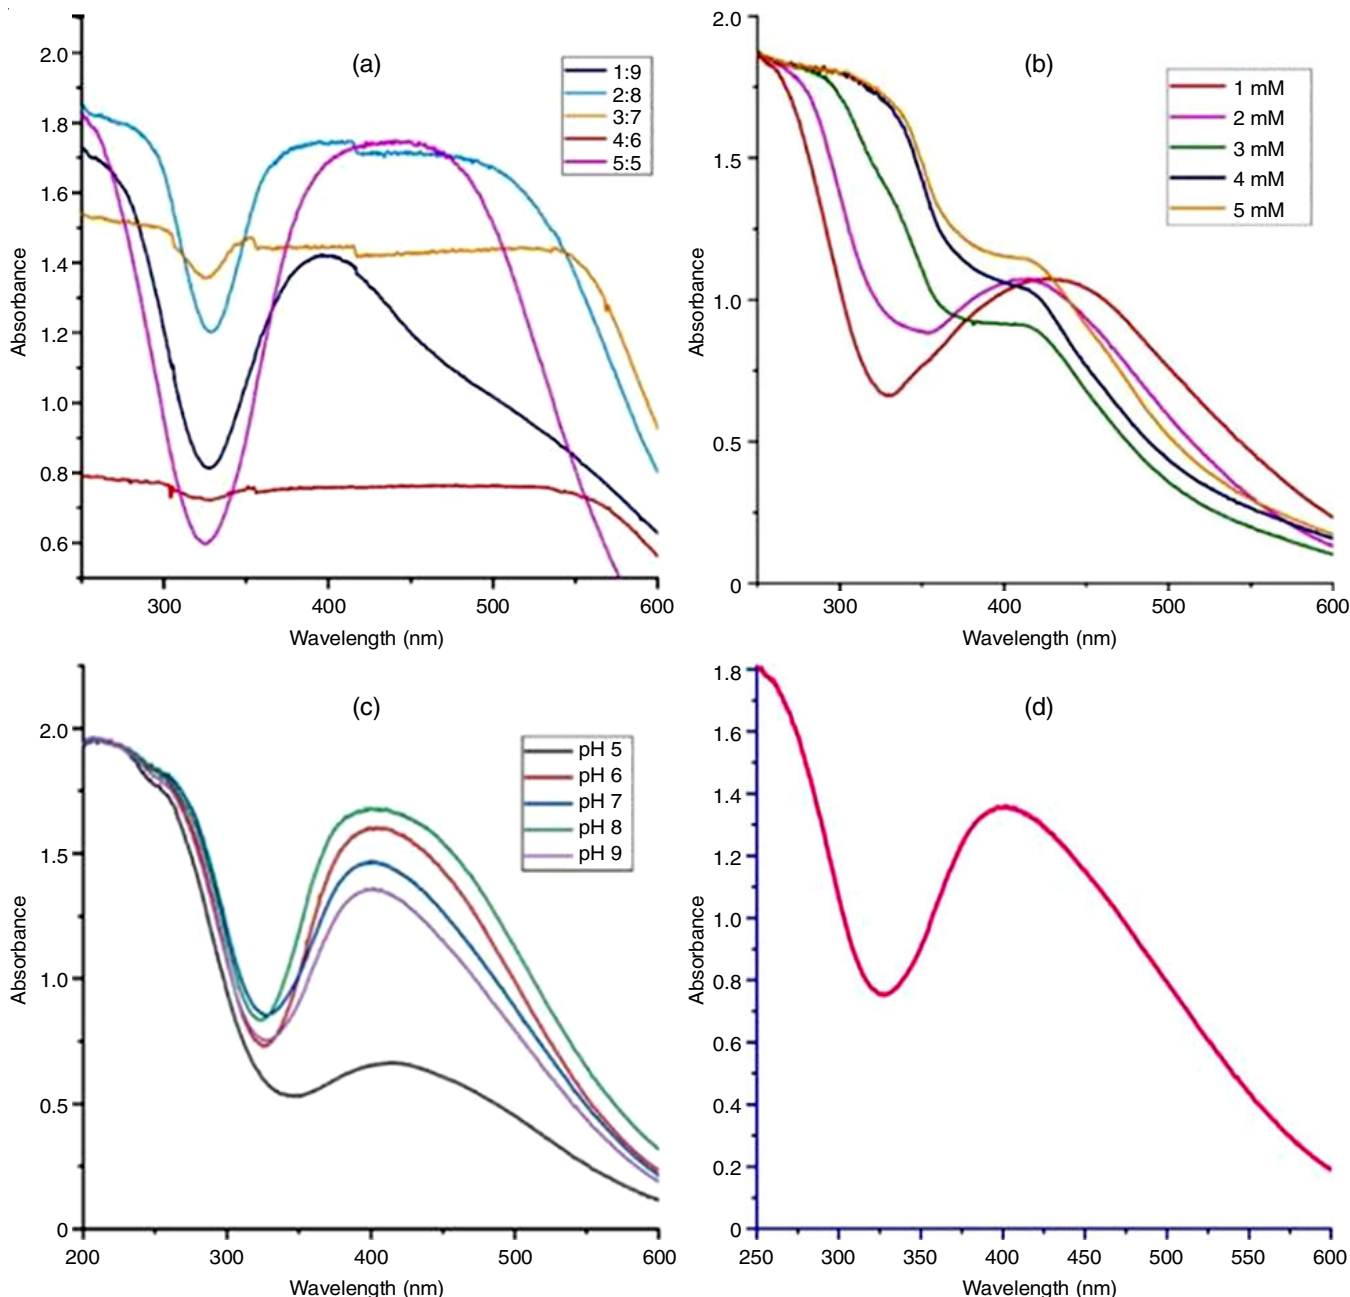 (a)
2.0
1.8
1.6
1.4
1.2
1.0
0.8
0.6
Absorbance
1:9
2:8
3:7
4:6
5:5
300 400 500 600
Wavelength (nm)
(b)
2.0
1.5
1.0
0.5
0
Absorbance
1 mM
2 mM
3 mM
4 mM
5 mM
300 400 500 600
Wavelength (nm)
(c)
2.0
1.5
1.0
0.5
0
Absorbance
pH 5
pH 6
pH 7
pH 8
pH 9
200 300 400 500 600
Wavelength (nm)
(d)
1.8
1.6
1.4
1.2
1.0
0.8
0.6
0.4
0.2
0
Absorbance
250 300 350 400 450 500 550 600
Wavelength (nm)